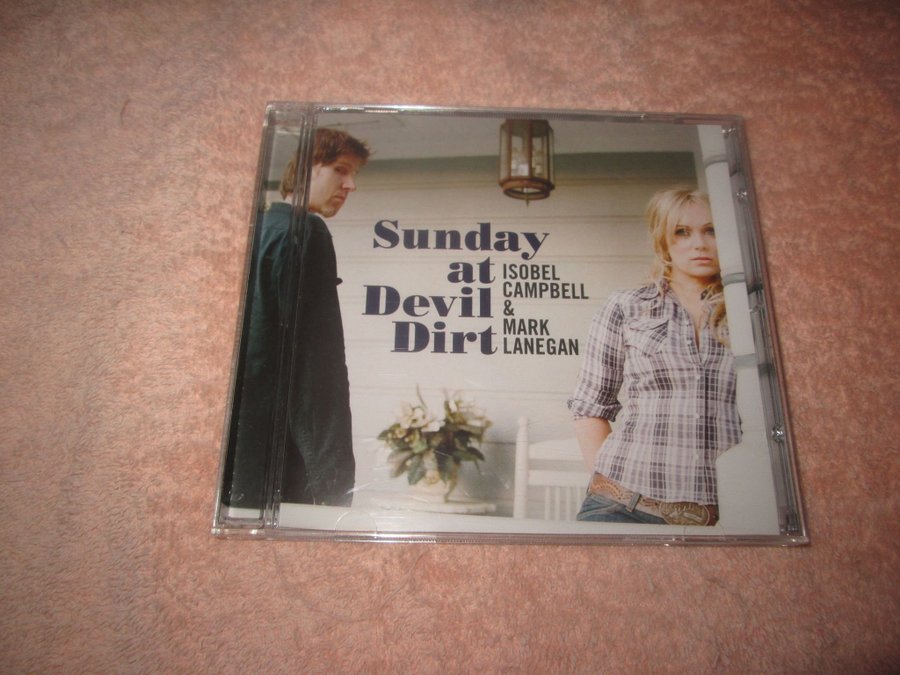 Sunday
at
Devil
Dirt
ISOBEL
CAMPBELL
&
MARK
LANEGAN